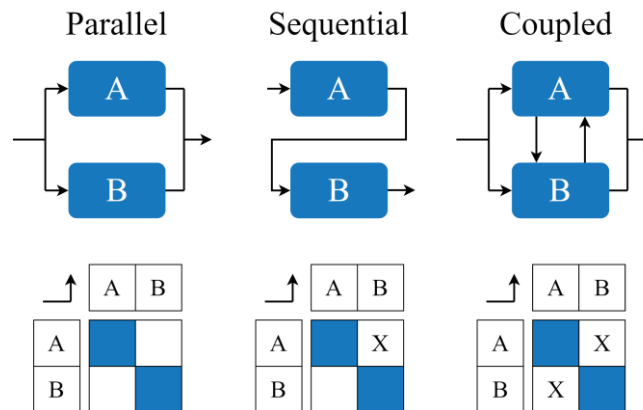 Parallel Sequential Coupled
A A A
B B B
A B A B A B
A A X A X
B B B X